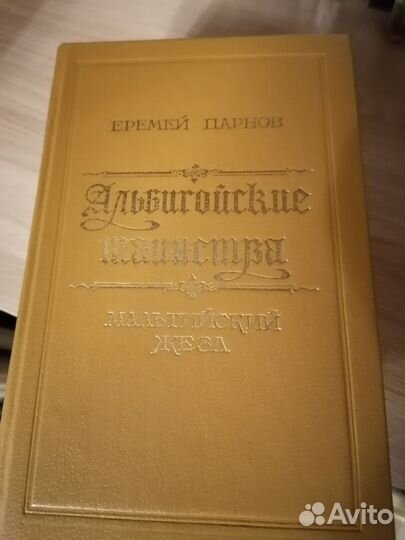 ЕРЕМЕЙ ПАРНОВ
Альбигойские
таинства
МАЛЬТИЙСКИЙ
ЖЕЗЛ
Avito